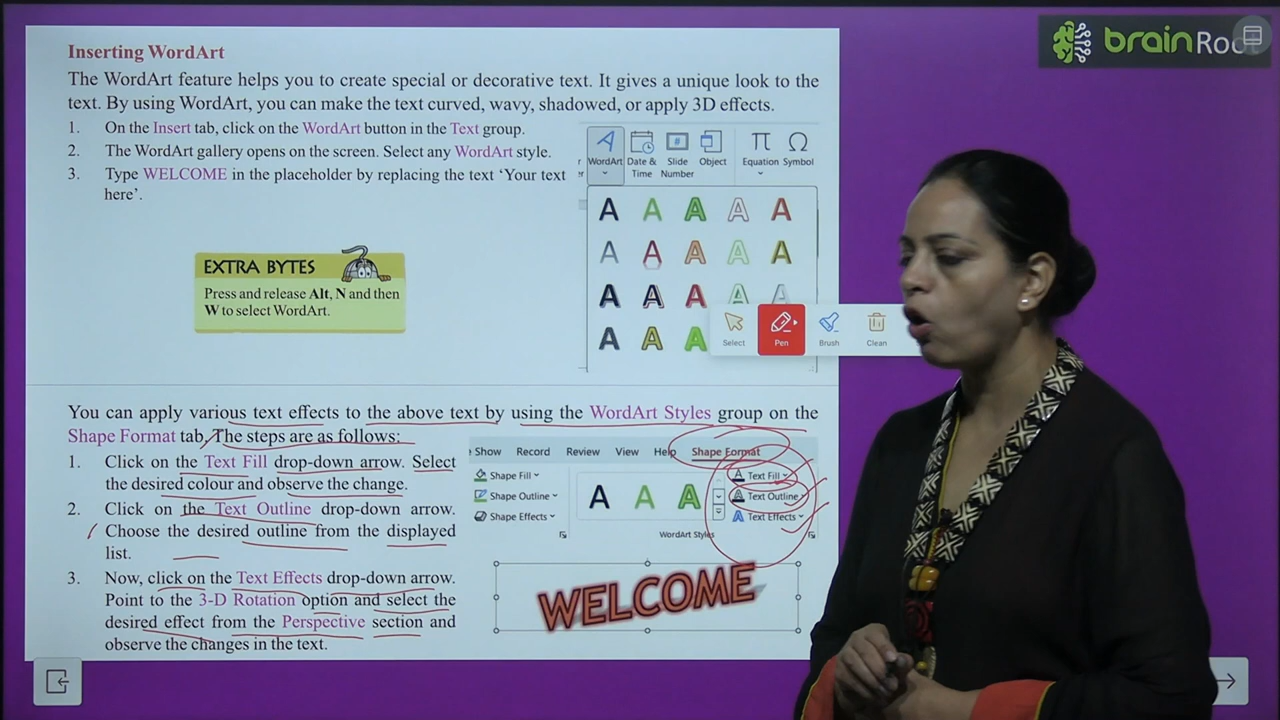 Inserting WordArt
The WordArt feature helps you to create special or decorative text. It gives a unique look to the
text. By using WordArt, you can make the text curved, wavy, shadowed, or apply 3D effects.
1. On the Insert tab, click on the WordArt button in the Text group.
2. The WordArt gallery opens on the screen. Select any WordArt style.
3. Type WELCOME in the placeholder by replacing the text ‘Your text
here’.
WordArt Date & Time Slide Number Object Equation Symbol
A A A A A
A A A A A
A A A A A
A A A
EXTRA BYTES
Press and release Alt, N and then
W to select WordArt.
Select Pen Brush Clean
You can apply various text effects to the above text by using the WordArt Styles group on the
Shape Format tab. The steps are as follows:
1. Click on the Text Fill drop-down arrow. Select
the desired colour and observe the change.
2. Click on the Text Outline drop-down arrow.
Choose the desired outline from the displayed
list.
3. Now, click on the Text Effects drop-down arrow.
Point to the 3-D Rotation option and select the
desired effect from the Perspective section and
observe the changes in the text.
Show Record Review View Help Shape Format
Shape Fill
Shape Outline
Shape Effects
A A A
Text Fill
Text Outline
Text Effects
WordArt Styles
WELCOME
brain